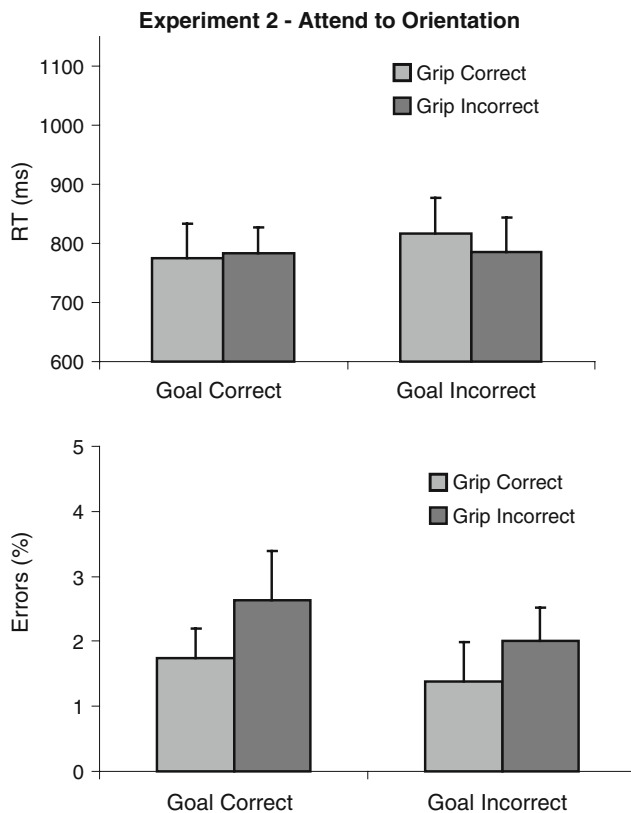 Experiment 2 - Attend to Orientation
1100
1000
900
800
700
600
RT (ms)
Grip Correct
Grip Incorrect
Goal Correct
Goal Incorrect
5
4
3
2
1
0
Errors (%)
Grip Correct
Grip Incorrect
Goal Correct
Goal Incorrect